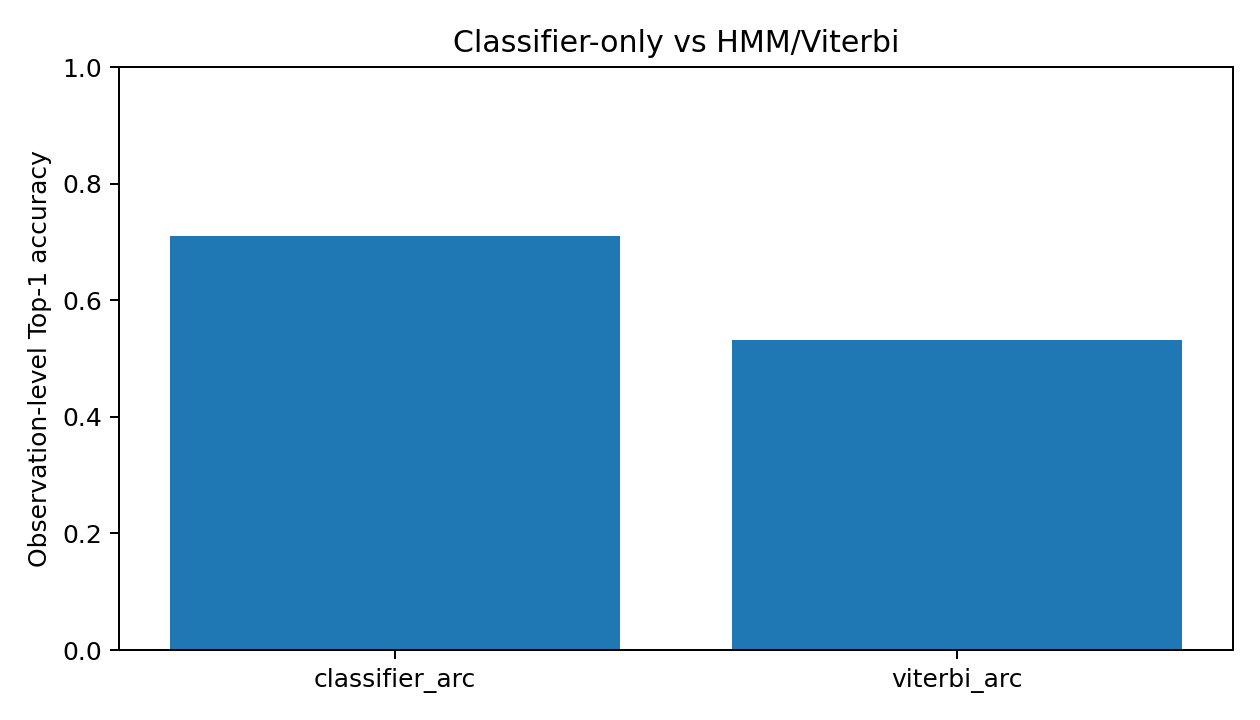 Classifier-only vs HMM/Viterbi
Observation-level Top-1 accuracy
1.0
0.8
0.6
0.4
0.2
0.0
classifier_arc
viterbi_arc